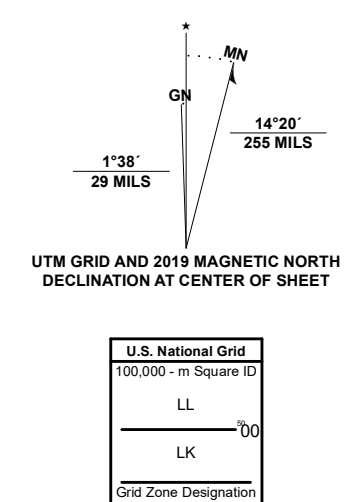 ★
MN
GN
14°20´
255 MILS
1°38´
29 MILS
UTM GRID AND 2019 MAGNETIC NORTH
DECLINATION AT CENTER OF SHEET
U.S. National Grid
100,000 - m Square ID
LL
5000
LK
Grid Zone Designation